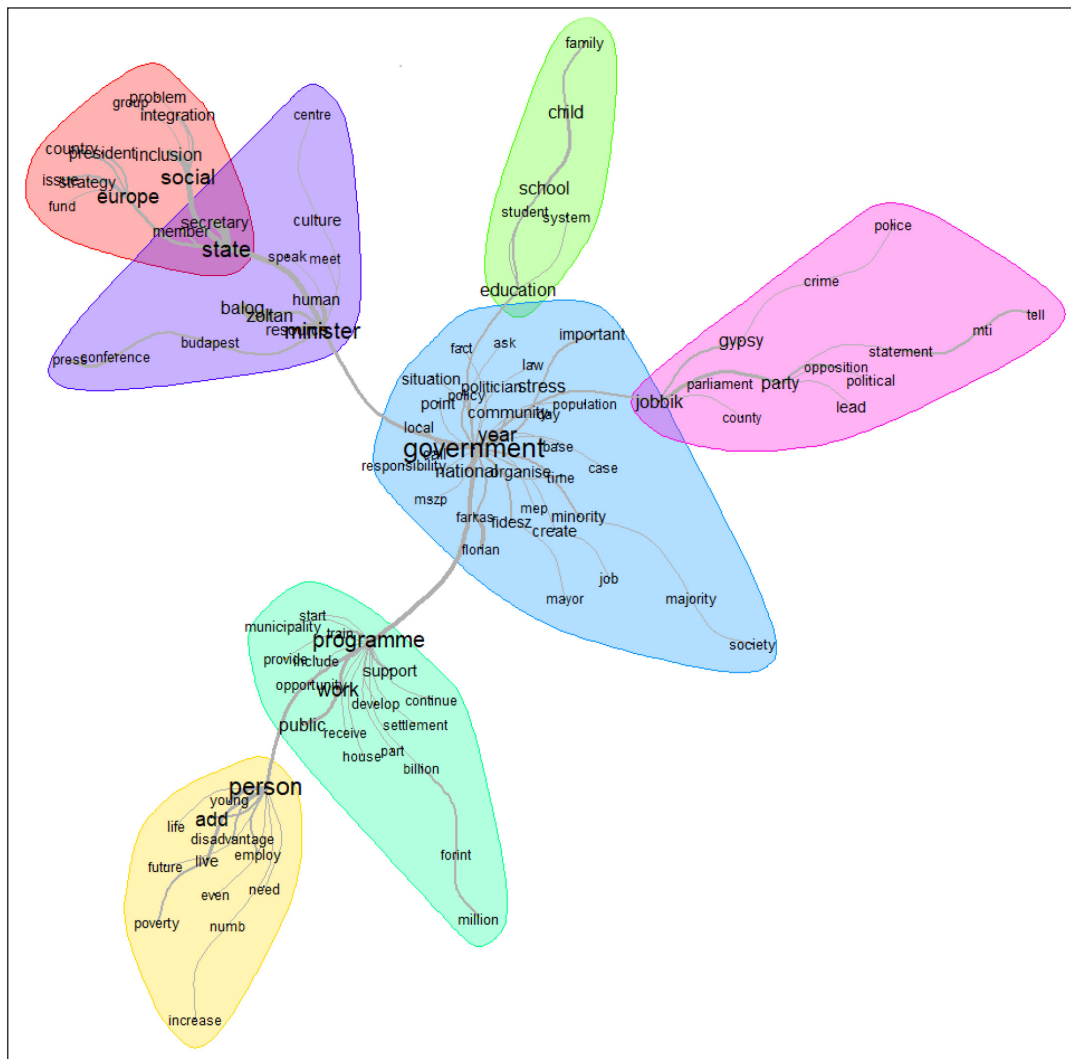 family
problem
group
integration
child
centre
country
president
inclusion
issue
strategy
social
europe
fund
school
student
system
secretary
member
culture
police
state
speak
meet
crime
education
human
balog
zoltan
resource
minister
important
tell
mti
budapest
press
conference
ask
fact
law
gypsy
statement
opposition
situation
politician
stress
policy
parliament
party
political
point
community
day
population
jobbik
lead
county
local
year
government
call
base
responsibility
national
organise
time
case
mszp
mep
farkas
fidesz
minority
create
florian
job
mayor
majority
society
start
municipality
train
programme
provide
include
support
opportunity
work
develop
continue
public
receive
settlement
house
part
billion
person
young
add
life
disadvantage
future
live
employ
forint
even
need
poverty
numb
million
increase